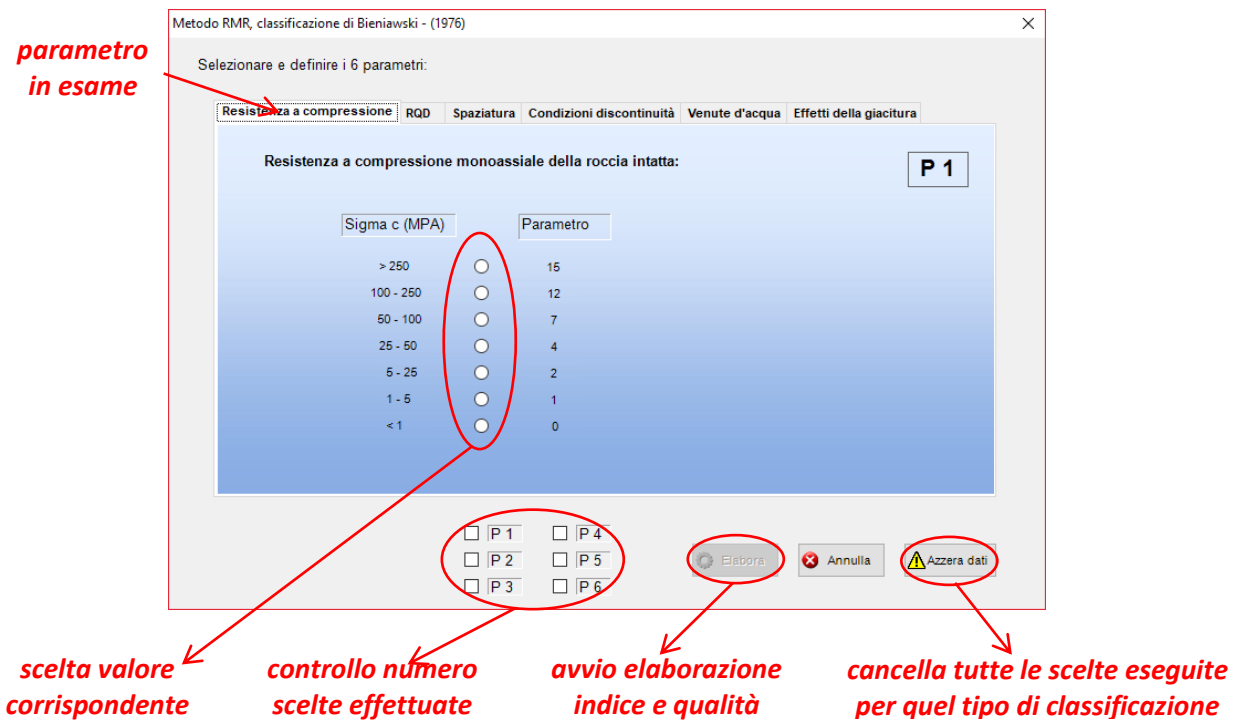 Metodo RMR, classificazione di Bieniawski - (1976)
parametro
in esame
Selezionare e definire i 6 parametri:
Resistenza a compressione RQD Spaziatura Condizioni discontinuità Venute d'acqua Effetti della giacitura
Resistenza a compressione monoassiale della roccia intatta:
P 1
Sigma c (MPA) Parametro
> 250 15
100 - 250 12
50 - 100 7
25 - 50 4
5 - 25 2
1 - 5 1
< 1 0
P 1 P 4
P 2 P 5
P 3 P 6
Elabora Annulla Azzera dati
scelta valore
corrispondente
controllo numero
scelte effettuate
avvio elaborazione
indice e qualità
cancella tutte le scelte eseguite
per quel tipo di classificazione